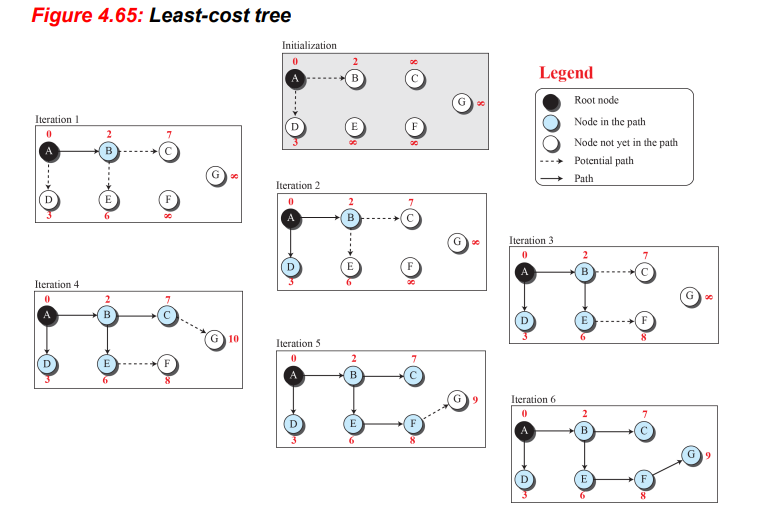 Figure 4.65: Least-cost tree
Initialization
0 2 ∞
A B C
G ∞
D E F
3 ∞ ∞
Legend
Root node
Node in the path
Node not yet in the path
Potential path
Path
Iteration 1
0 2 7
A B C
G ∞
D E F
3 6 ∞
Iteration 2
0 2 7
A B C
G ∞
D E F
3 6 ∞
Iteration 3
0 2 7
A B C
G ∞
D E F
3 6 8
Iteration 4
0 2 7
A B C
G 10
D E F
3 6 8
Iteration 5
0 2 7
A B C
G 9
D E F
3 6 8
Iteration 6
0 2 7
A B C
G 9
D E F
3 6 8